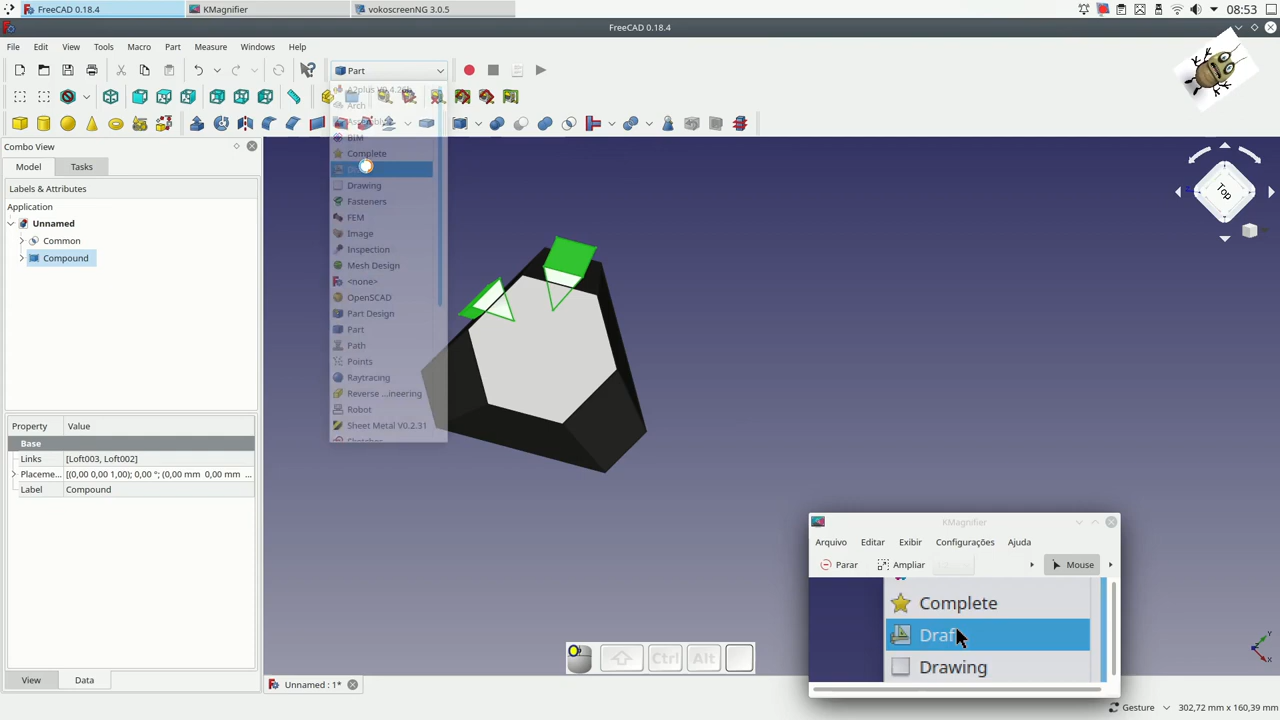 FreeCAD 0.18.4
KMagnifier
vokoscreenNG 3.0.5
08:53
FreeCAD 0.18.4
File
Edit
View
Tools
Macro
Part
Measure
Windows
Help
Part
Arch
BIM
Complete
Drawing
Fasteners
FEM
Image
Inspection
Mesh Design
<none>
OpenSCAD
Part Design
Part
Path
Points
Raytracing
Reverse ...ineering
Robot
Sheet Metal V0.2.31
Combo View
Model
Tasks
Labels & Attributes
Application
Unnamed
Common
Compound
Property
Value
Base
Links
[Loft003, Loft002]
Placeme...
[(0,00 0,00 1,00); 0,00 °; (0,00 mm 0,00 mm ...
Label
Compound
View
Data
Top
KMagnifier
Arquivo
Editar
Exibir
Configurações
Ajuda
Parar
Ampliar
Mouse
Complete
Draft
Drawing
Ctrl
Alt
Unnamed : 1*
Y
Z
X
Gesture
302,72 mm x 160,39 mm